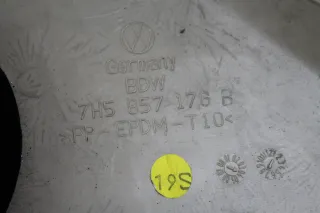 Germany
BDW
7H5 857 176 B
>PP-EPDM-T10<
19S